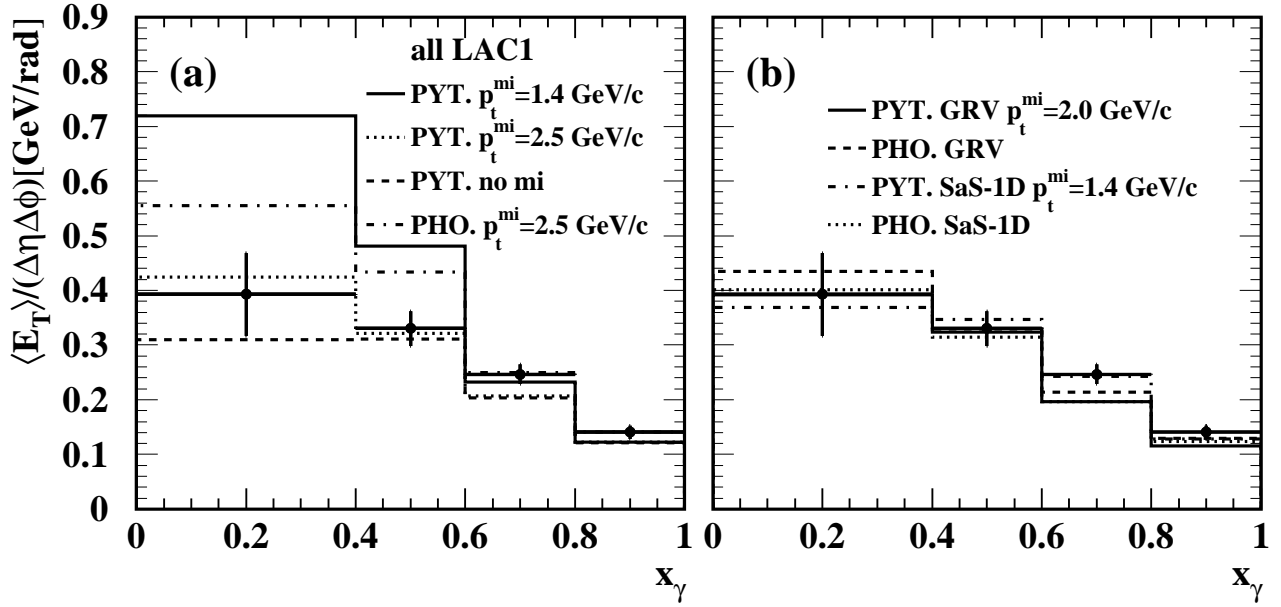 ⟨E_T⟩/(ΔηΔϕ)[GeV/rad]
0.9
0.8
0.7
0.6
0.5
0.4
0.3
0.2
0.1
0
(a)
all LAC1
PYT. p_t^mi=1.4 GeV/c
PYT. p_t^mi=2.5 GeV/c
PYT. no mi
PHO. p_t^mi=2.5 GeV/c
0 0.2 0.4 0.6 0.8 1
x_γ
(b)
PYT. GRV p_t^mi=2.0 GeV/c
PHO. GRV
PYT. SaS-1D p_t^mi=1.4 GeV/c
PHO. SaS-1D
0 0.2 0.4 0.6 0.8 1
x_γ